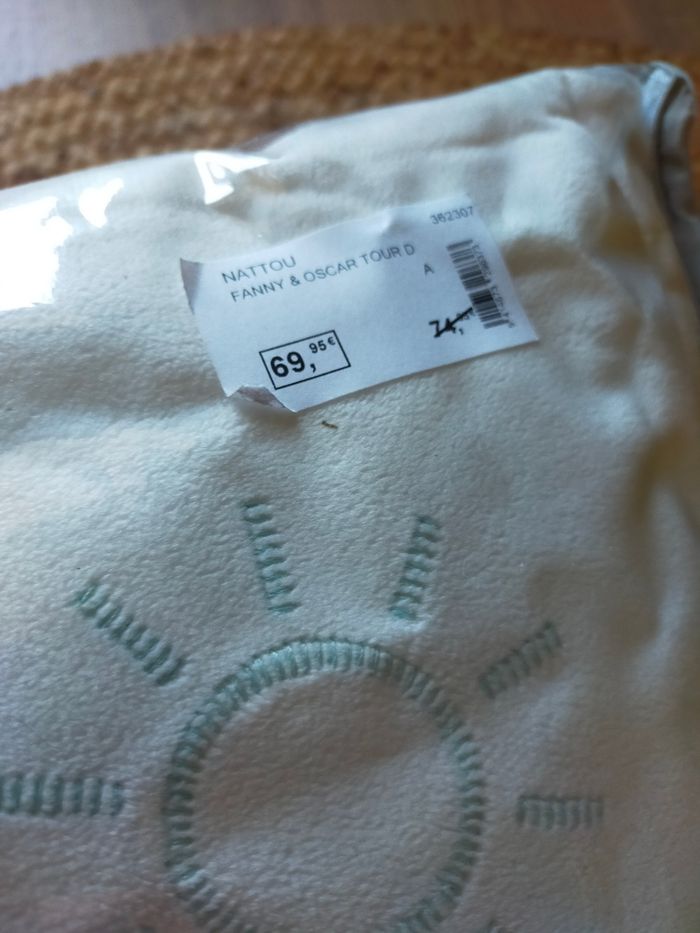 362307
NATTOU
FANNY & OSCAR TOUR D
A
69,95€